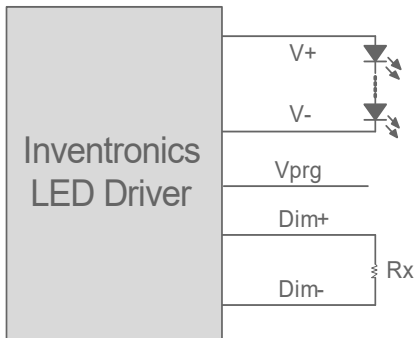 Inventronics
LED Driver
V+
V-
Vprg
Dim+
Rx
Dim-